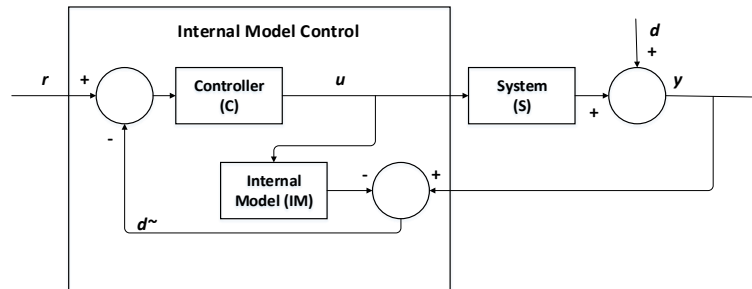 Internal Model Control
d
+
r
+
Controller
(C)
u
System
(S)
+
y
-
Internal
Model (IM)
-
+
d~